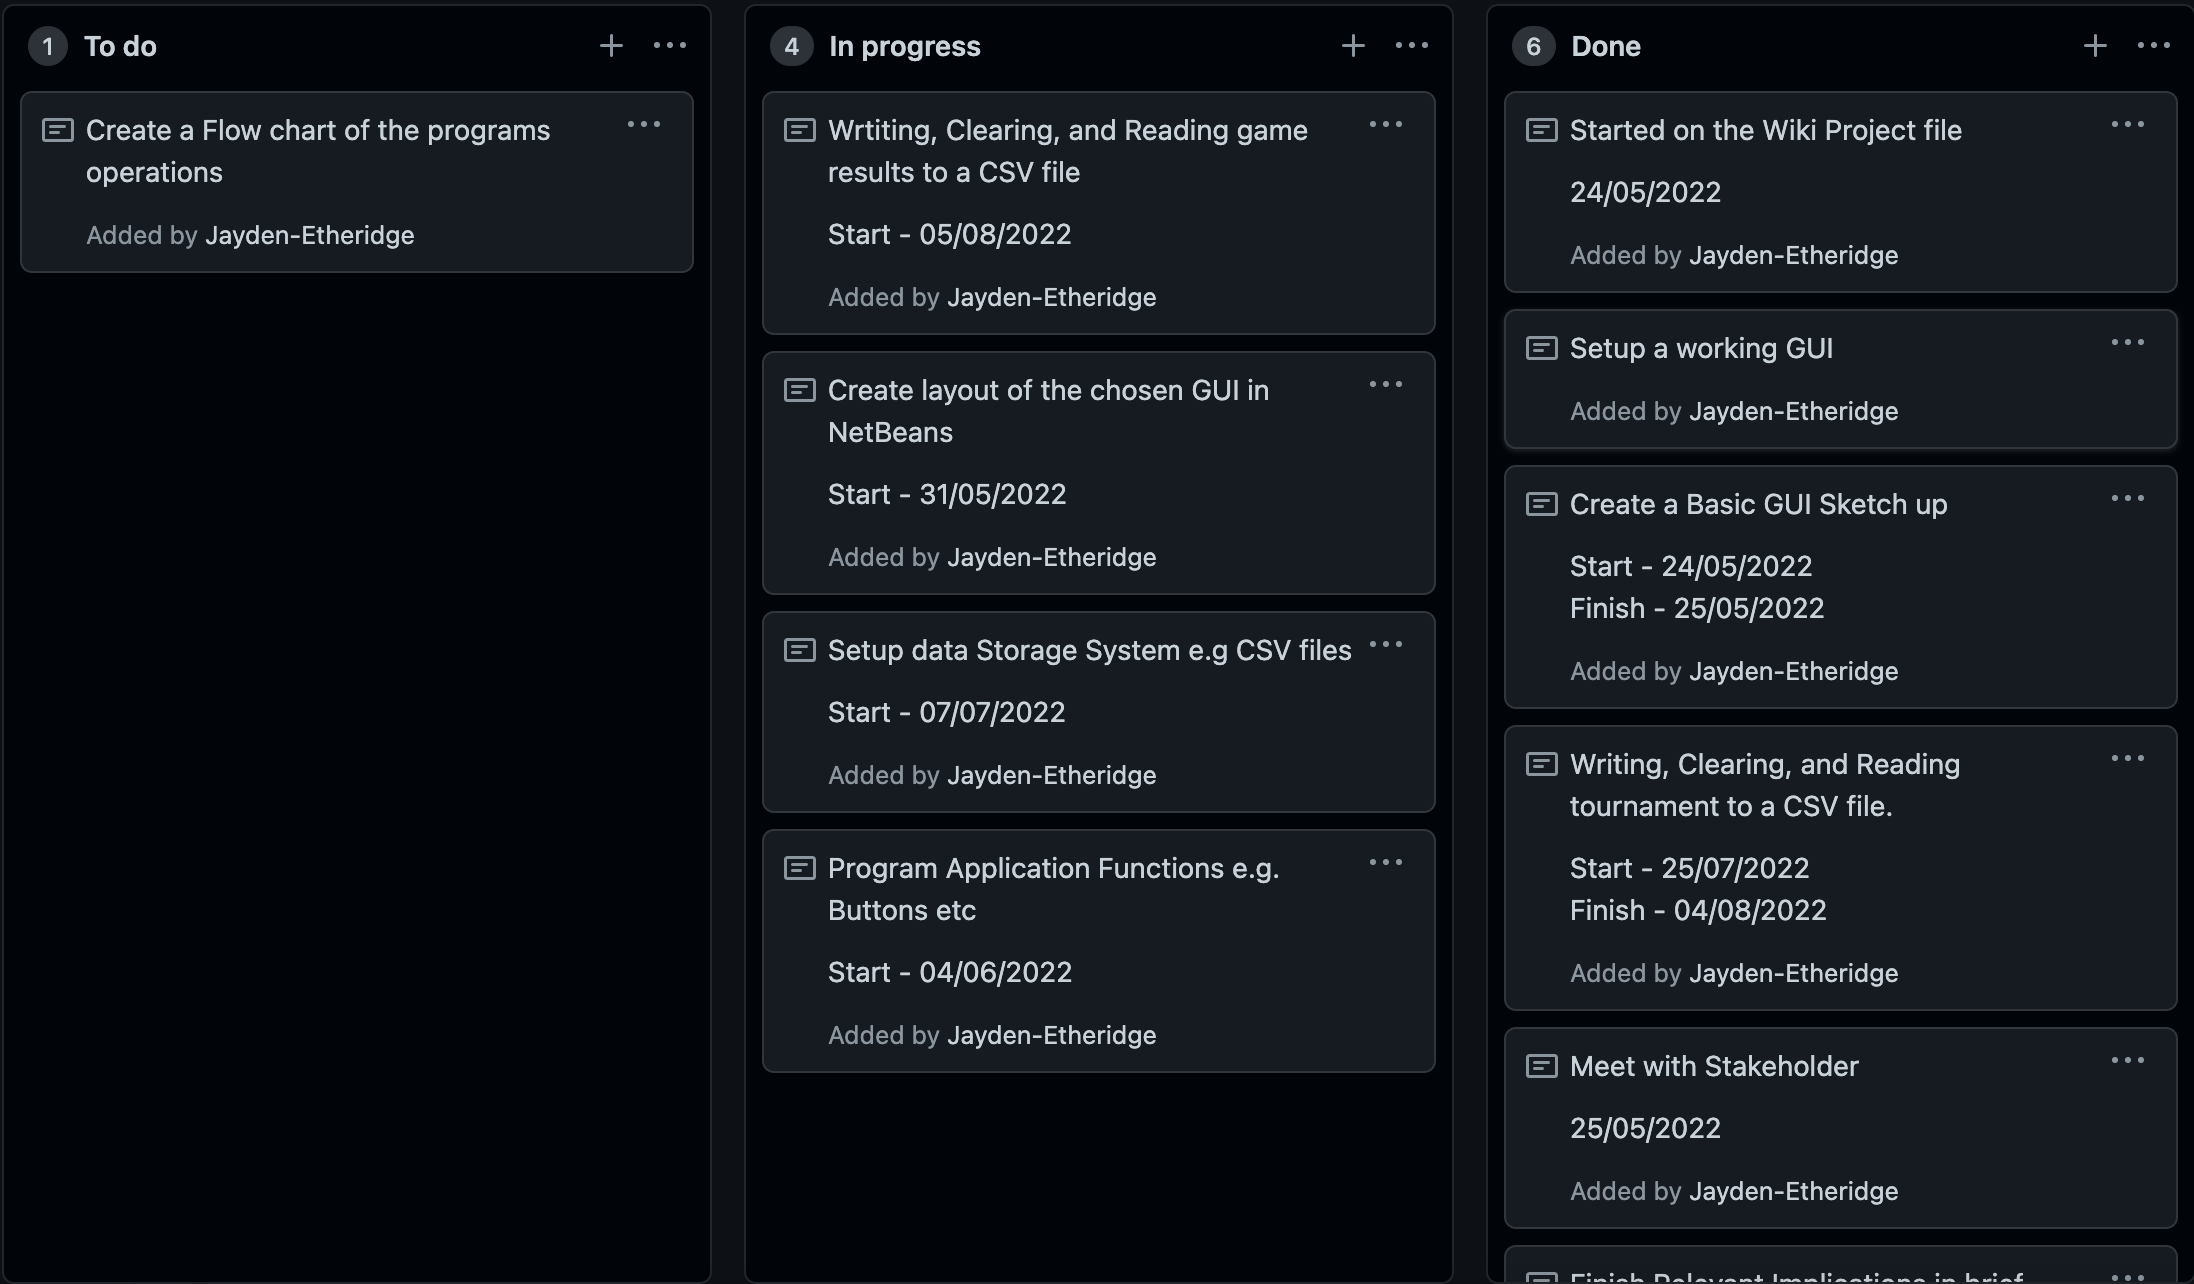 1 To do
Create a Flow chart of the programs
operations
Added by Jayden-Etheridge
4 In progress
Wrtiting, Clearing, and Reading game
results to a CSV file
Start - 05/08/2022
Added by Jayden-Etheridge
Create layout of the chosen GUI in
NetBeans
Start - 31/05/2022
Added by Jayden-Etheridge
Setup data Storage System e.g CSV files
Start - 07/07/2022
Added by Jayden-Etheridge
Program Application Functions e.g.
Buttons etc
Start - 04/06/2022
Added by Jayden-Etheridge
6 Done
Started on the Wiki Project file
24/05/2022
Added by Jayden-Etheridge
Setup a working GUI
Added by Jayden-Etheridge
Create a Basic GUI Sketch up
Start - 24/05/2022
Finish - 25/05/2022
Added by Jayden-Etheridge
Writing, Clearing, and Reading
tournament to a CSV file.
Start - 25/07/2022
Finish - 04/08/2022
Added by Jayden-Etheridge
Meet with Stakeholder
25/05/2022
Added by Jayden-Etheridge
Finish Relevant Implications in brief